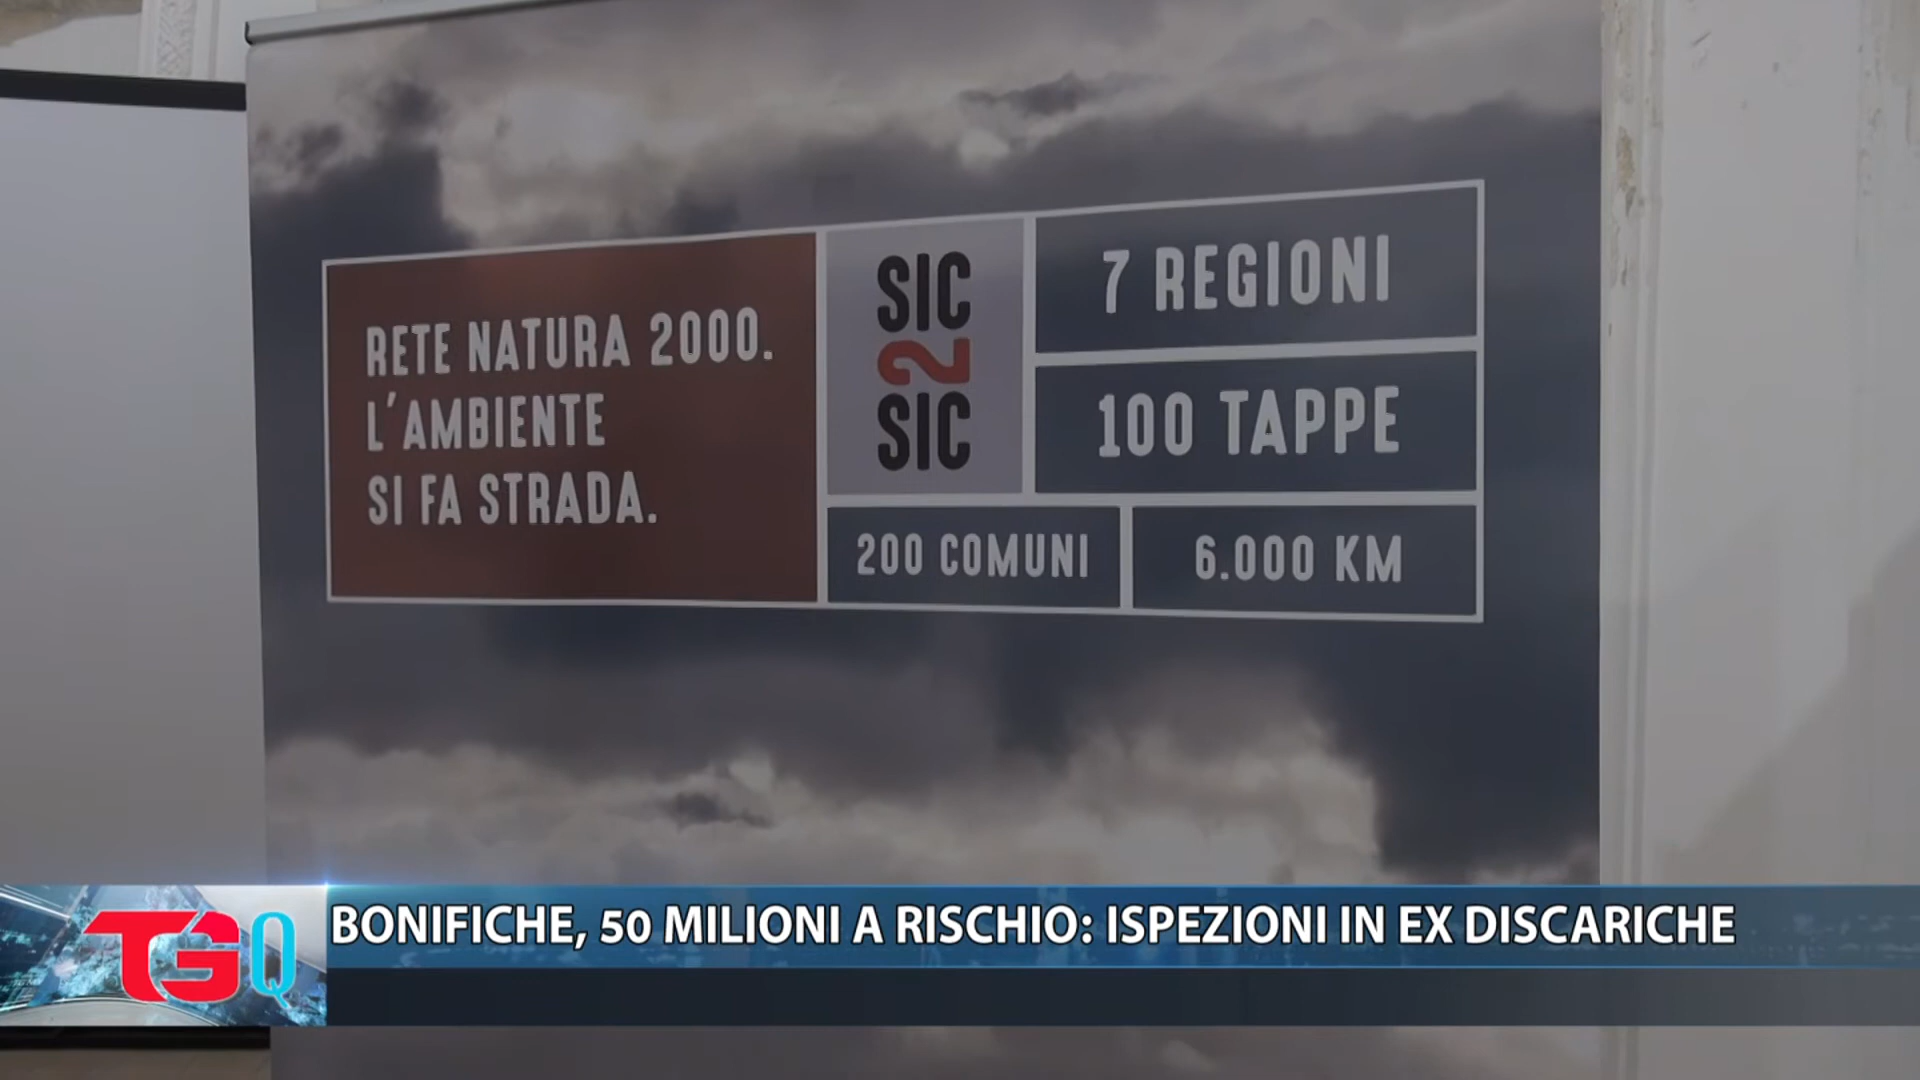 RETE NATURA 2000.
L'AMBIENTE
SI FA STRADA.
SIC
2
SIC
7 REGIONI
100 TAPPE
200 COMUNI
6.000 KM
TGQ
BONIFICHE, 50 MILIONI A RISCHIO: ISPEZIONI IN EX DISCARICHE